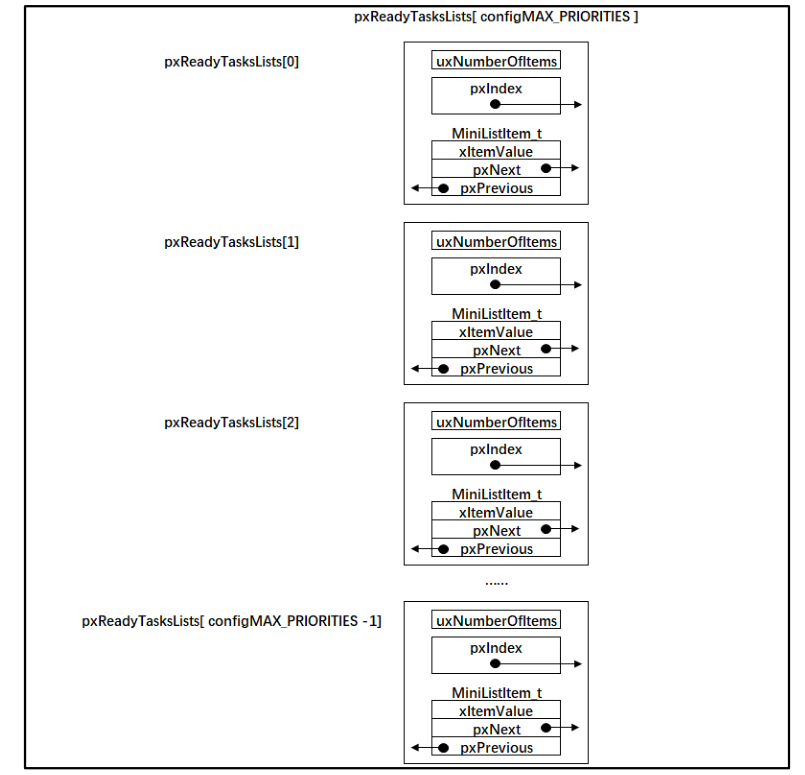 pxReadyTasksLists[ configMAX_PRIORITIES ]
pxReadyTasksLists[0]
uxNumberOfItems
pxIndex
MiniListItem_t
xItemValue
pxNext
pxPrevious
pxReadyTasksLists[1]
uxNumberOfItems
pxIndex
MiniListItem_t
xItemValue
pxNext
pxPrevious
pxReadyTasksLists[2]
uxNumberOfItems
pxIndex
MiniListItem_t
xItemValue
pxNext
pxPrevious
......
pxReadyTasksLists[ configMAX_PRIORITIES -1]
uxNumberOfItems
pxIndex
MiniListItem_t
xItemValue
pxNext
pxPrevious